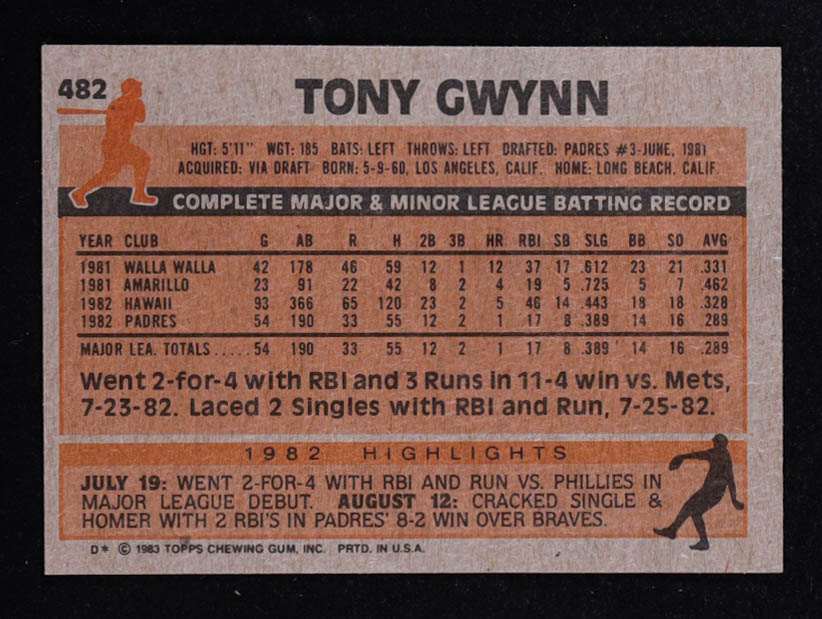 482
TONY GWYNN
HGT: 5'11" WGT: 185 BATS: LEFT THROWS: LEFT DRAFTED: PADRES #3-JUNE, 1981
ACQUIRED: VIA DRAFT BORN: 5-9-60, LOS ANGELES, CALIF. HOME: LONG BEACH, CALIF.
COMPLETE MAJOR & MINOR LEAGUE BATTING RECORD
YEAR CLUB G AB R H 2B 3B HR RBI SB SLG BB SO AVG
1981 WALLA WALLA 42 178 46 59 12 1 12 37 17 .612 23 21 .331
1981 AMARILLO 23 91 22 42 8 2 4 19 5 .725 5 7 .462
1982 HAWAII 93 366 65 120 23 2 5 46 14 .443 18 18 .328
1982 PADRES 54 190 33 55 12 2 1 17 8 .389 14 16 .289
MAJOR LEA. TOTALS ..... 54 190 33 55 12 2 1 17 8 .389 14 16 .289
Went 2-for-4 with RBI and 3 Runs in 11-4 win vs. Mets,
7-23-82. Laced 2 Singles with RBI and Run, 7-25-82.
1982 HIGHLIGHTS
JULY 19: WENT 2-FOR-4 WITH RBI AND RUN VS. PHILLIES IN
MAJOR LEAGUE DEBUT. AUGUST 12: CRACKED SINGLE &
HOMER WITH 2 RBI'S IN PADRES' 8-2 WIN OVER BRAVES.
D* © 1983 TOPPS CHEWING GUM, INC. PRTD. IN U.S.A.